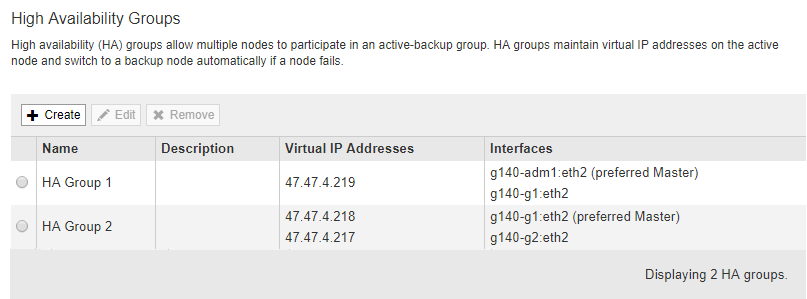 High Availability Groups
High availability (HA) groups allow multiple nodes to participate in an active-backup group. HA groups maintain virtual IP addresses on the active
node and switch to a backup node automatically if a node fails.
Create Edit Remove
Name Description Virtual IP Addresses Interfaces
HA Group 1 47.47.4.219 g140-adm1:eth2 (preferred Master)
g140-g1:eth2
HA Group 2 47.47.4.218 g140-g1:eth2 (preferred Master)
47.47.4.217 g140-g2:eth2
Displaying 2 HA groups.